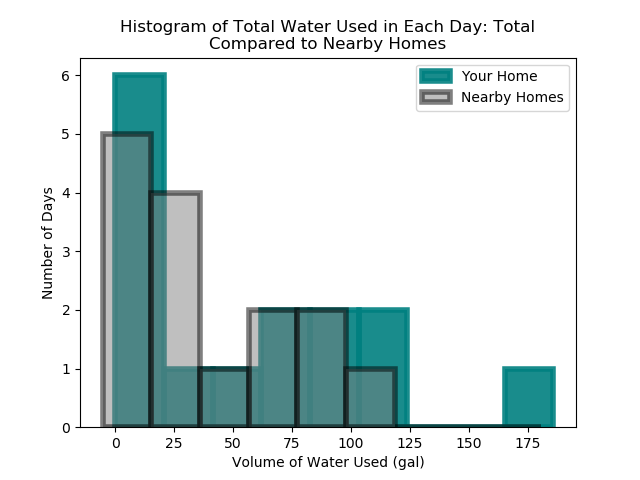 Histogram of Total Water Used in Each Day: Total
Compared to Nearby Homes
Your Home
Nearby Homes
Number of Days
6
5
4
3
2
1
0
0 25 50 75 100 125 150 175
Volume of Water Used (gal)